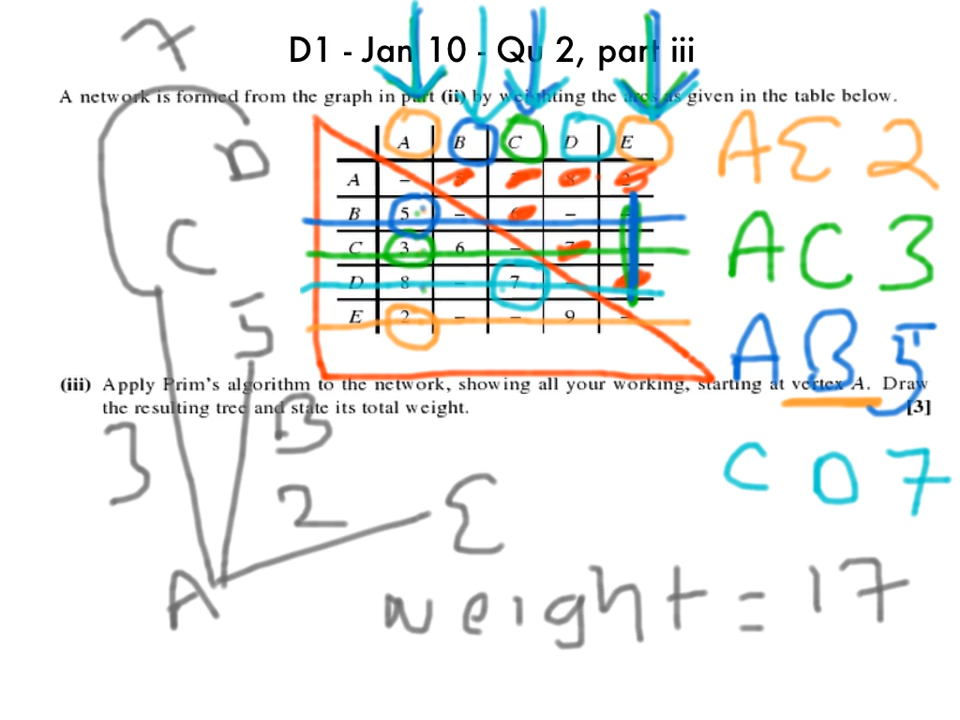 D1 - Jan 10 - Qu 2, part iii
A network is formed from the graph in part (ii) by weighting the arcs as given in the table below.
A B C D E
A –
B 5 – –
C 3 6 –
D 8 – 7 –
E 2 – – 9 –
AE 2
AC 3
AB 5
CD 7
(iii) Apply Prim's algorithm to the network, showing all your working, starting at vertex A. Draw
the resulting tree and state its total weight. [3]
7
D
C
5
B
3
2
E
A
weight = 17